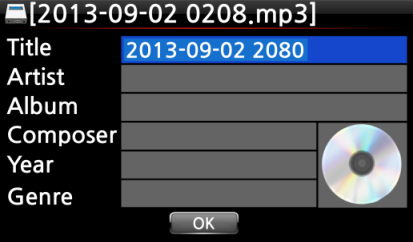 [2013-09-02 0208.mp3]
Title 2013-09-02 2080
Artist
Album
Composer
Year
Genre
OK